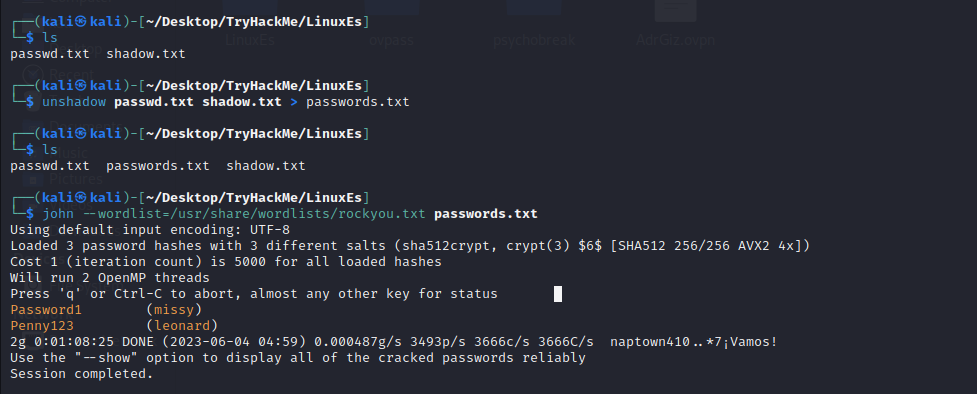 LinuxEs ovpass psychobreak AdrGiz.ovpn
┌──(kali㉿kali)-[~/Desktop/TryHackMe/LinuxEs]
└─$ ls
passwd.txt  shadow.txt
┌──(kali㉿kali)-[~/Desktop/TryHackMe/LinuxEs]
└─$ unshadow passwd.txt shadow.txt > passwords.txt
┌──(kali㉿kali)-[~/Desktop/TryHackMe/LinuxEs]
└─$ ls
passwd.txt  passwords.txt  shadow.txt
Pictures
┌──(kali㉿kali)-[~/Desktop/TryHackMe/LinuxEs]
└─$ john --wordlist=/usr/share/wordlists/rockyou.txt passwords.txt
Using default input encoding: UTF-8
Loaded 3 password hashes with 3 different salts (sha512crypt, crypt(3) $6$ [SHA512 256/256 AVX2 4x])
Cost 1 (iteration count) is 5000 for all loaded hashes
Will run 2 OpenMP threads
Press 'q' or Ctrl-C to abort, almost any other key for status
Password1        (missy)
Penny123         (leonard)
2g 0:01:08:25 DONE (2023-06-04 04:59) 0.000487g/s 3493p/s 3666c/s 3666C/s  naptown410..*7¡Vamos!
Use the "--show" option to display all of the cracked passwords reliably
Session completed.